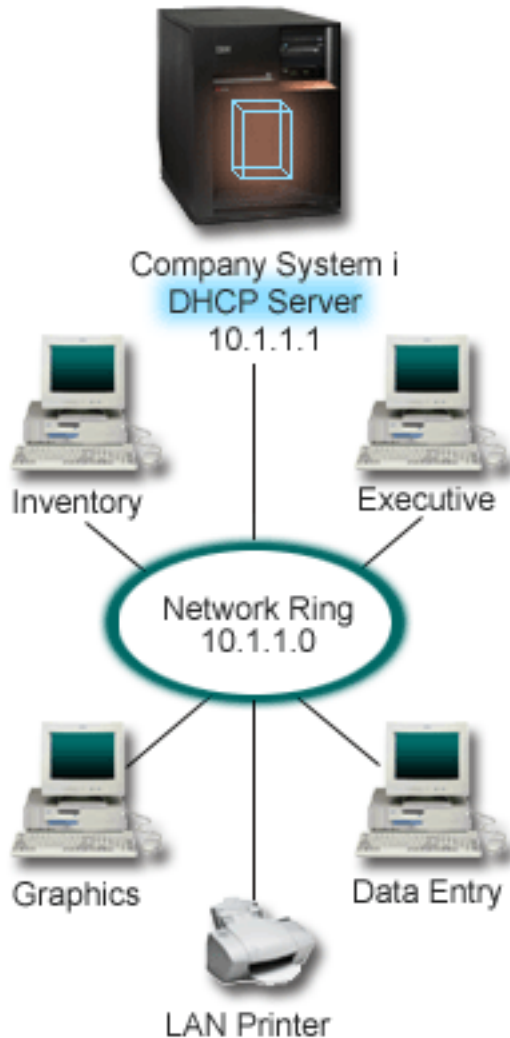 Company System i
DHCP Server
10.1.1.1
Inventory
Executive
Network Ring
10.1.1.0
Graphics
Data Entry
LAN Printer